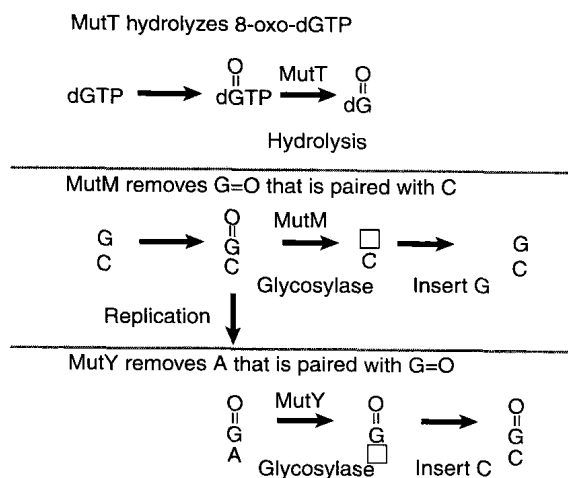 MutT hydrolyzes 8-oxo-dGTP
O O
|| MutT ||
dGTP dGTP dG
Hydrolysis
MutM removes G=O that is paired with C
O
|| MutM
G G G
C C C C
Glycosylase Insert G
Replication
MutY removes A that is paired with G=O
O MutY O O
|| || ||
G G G
A C
Glycosylase Insert C